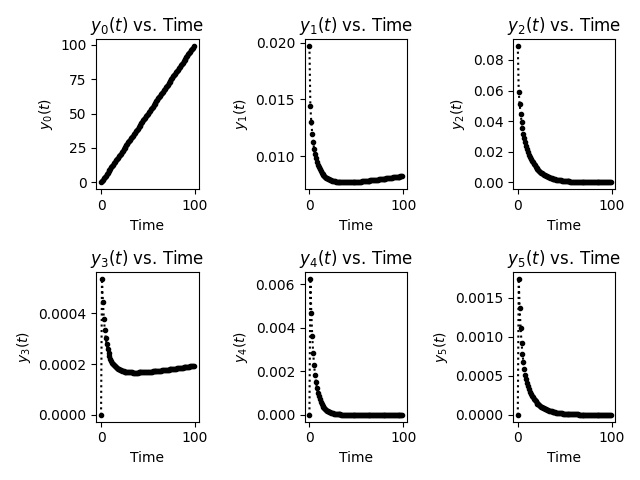 y₀(t) vs. Time
100
75
50
25
0
y₀(t)
0
100
Time
y₁(t) vs. Time
0.020
0.015
0.010
y₁(t)
0
100
Time
y₂(t) vs. Time
0.08
0.06
0.04
0.02
0.00
y₂(t)
0
100
Time
y₃(t) vs. Time
0.0004
0.0002
0.0000
y₃(t)
0
100
Time
y₄(t) vs. Time
0.006
0.004
0.002
0.000
y₄(t)
0
100
Time
y₅(t) vs. Time
0.0015
0.0010
0.0005
0.0000
y₅(t)
0
100
Time